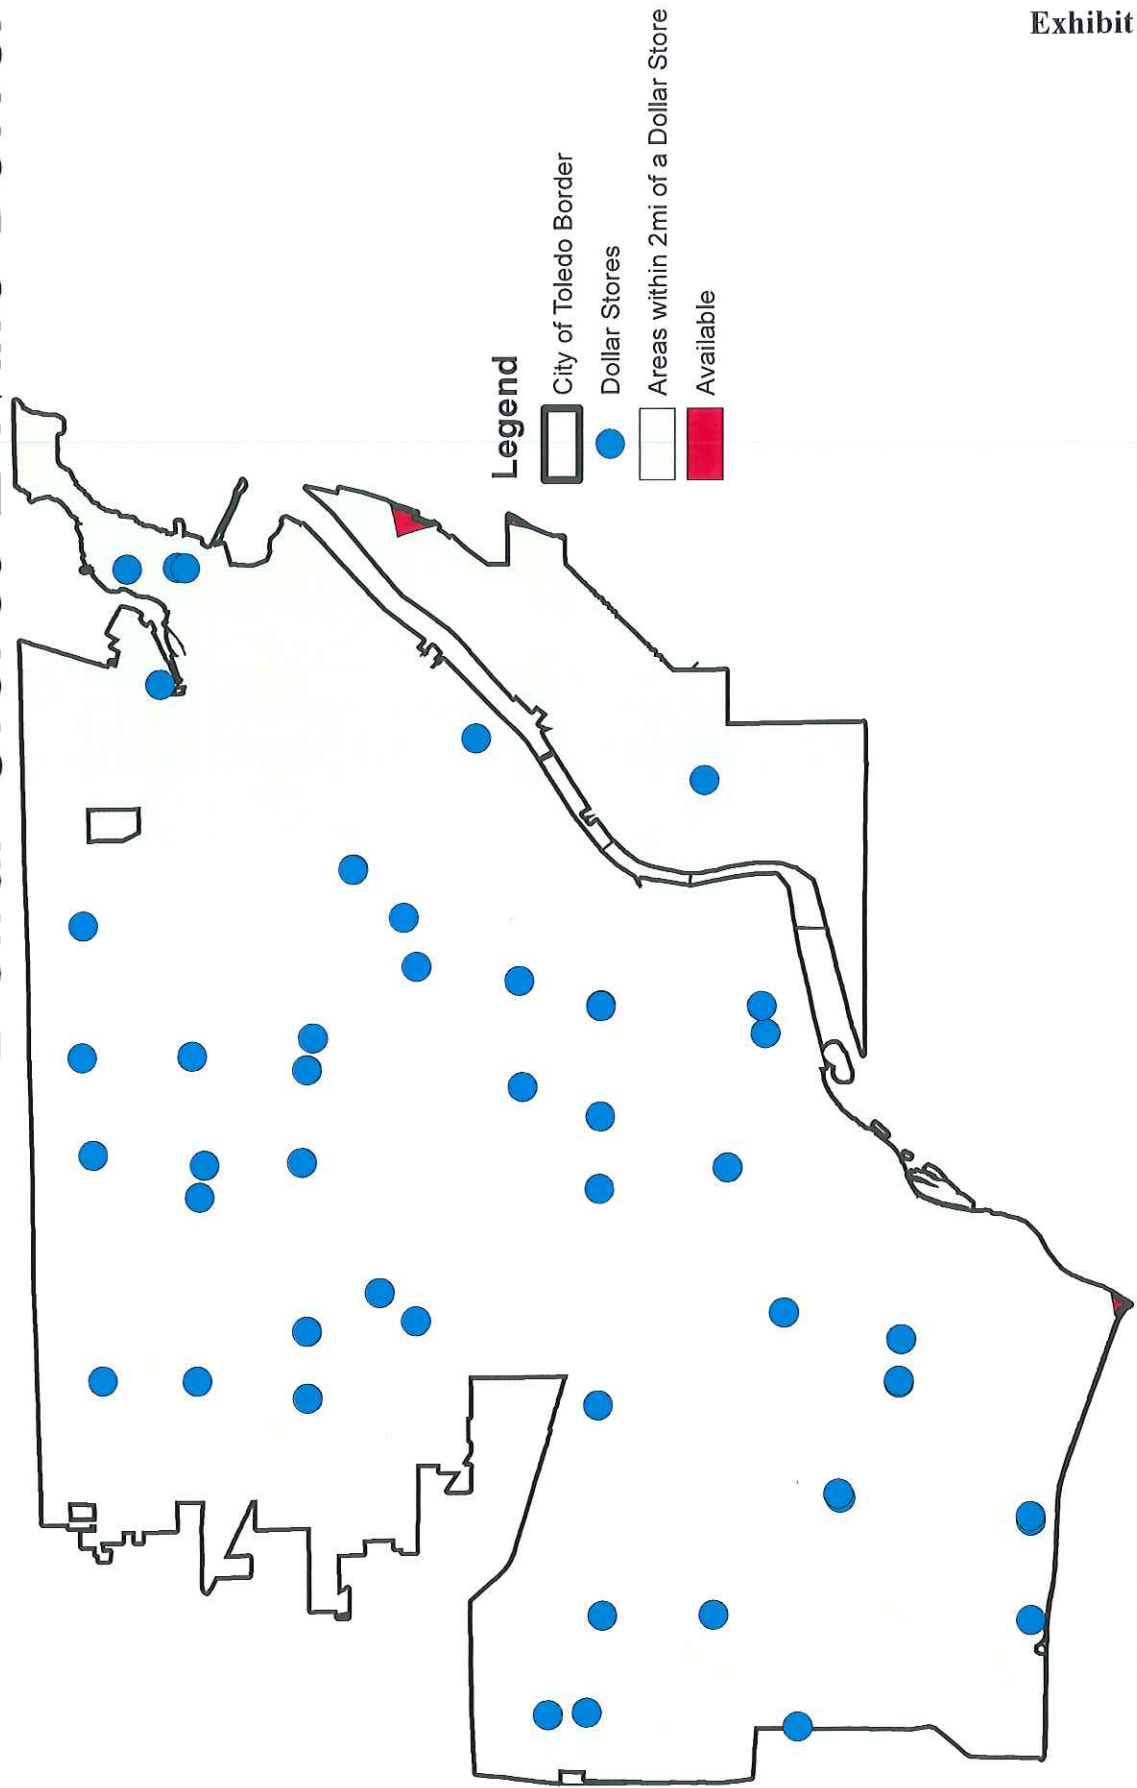 Exhibit
Legend
City of Toledo Border
Dollar Stores
Areas within 2mi of a Dollar Store
Available